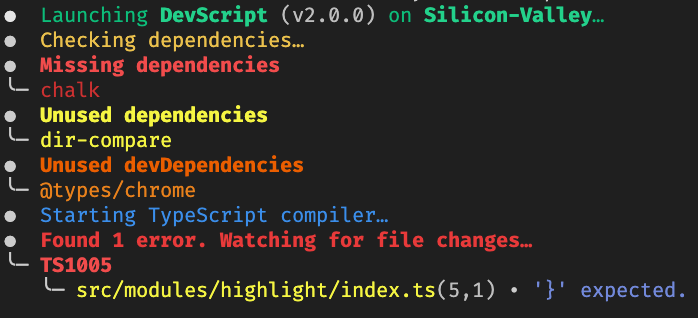 ● Launching DevScript (v2.0.0) on Silicon-Valley…
● Checking dependencies…
● Missing dependencies
╰─ chalk
● Unused dependencies
╰─ dir-compare
● Unused devDependencies
╰─ @types/chrome
● Starting TypeScript compiler…
● Found 1 error. Watching for file changes…
╰─ TS1005
╰─ src/modules/highlight/index.ts(5,1) • '}' expected.